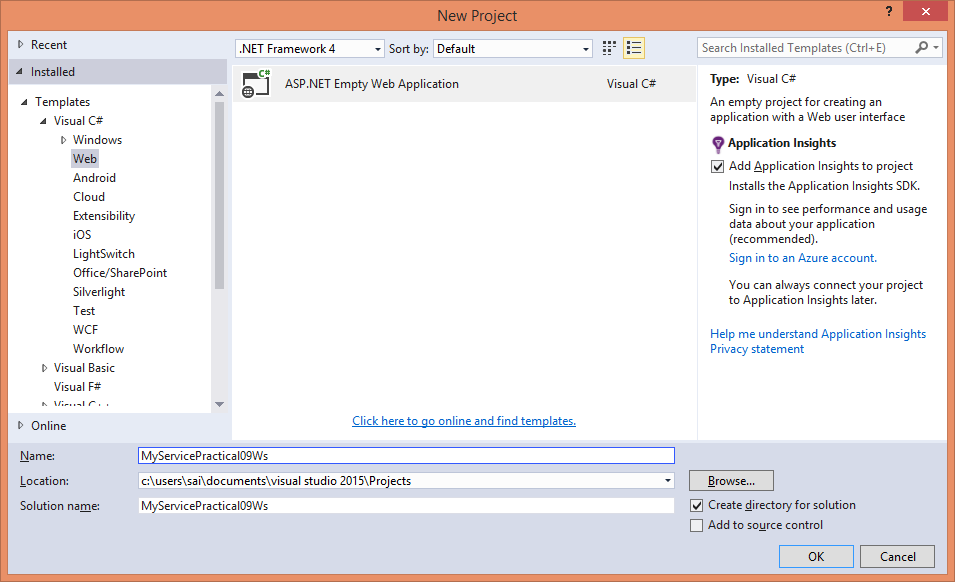 New Project
?
Recent
Installed
Templates
Visual C#
Windows
Web
Android
Cloud
Extensibility
iOS
LightSwitch
Office/SharePoint
Silverlight
Test
WCF
Workflow
Visual Basic
Visual F#
Visual C++
Online
.NET Framework 4
Sort by: Default
Search Installed Templates (Ctrl+E)
C#
ASP.NET Empty Web Application Visual C#
Click here to go online and find templates.
Type: Visual C#
An empty project for creating an
application with a Web user interface
Application Insights
Add Application Insights to project
Installs the Application Insights SDK.
Sign in to see performance and usage
data about your application
(recommended).
Sign in to an Azure account.
You can always connect your project
to Application Insights later.
Help me understand Application Insights
Privacy statement
Name: MyServicePractical09Ws
Location: c:\users\sai\documents\visual studio 2015\Projects
Browse...
Solution name: MyServicePractical09Ws
Create directory for solution
Add to source control
OK
Cancel